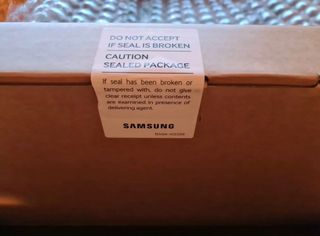 DO NOT ACCEPT
IF SEAL IS BROKEN
CAUTION
SEALED PACKAGE
If seal has been broken or
tampered with, do not give
clear receipt unless contents
are examined in presence of
delivering agent.
SAMSUNG